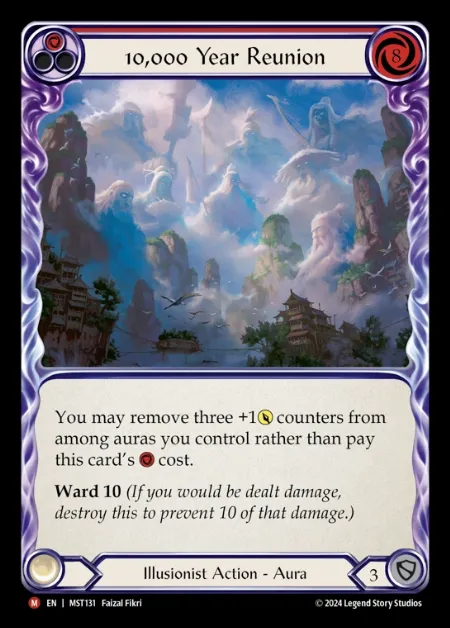 10,000 Year Reunion
8
You may remove three +1 counters from
among auras you control rather than pay
this card's cost.
Ward 10 (If you would be dealt damage,
destroy this to prevent 10 of that damage.)
Illusionist Action - Aura
3
M EN | MST131 Faizal Fikri
© 2024 Legend Story Studios